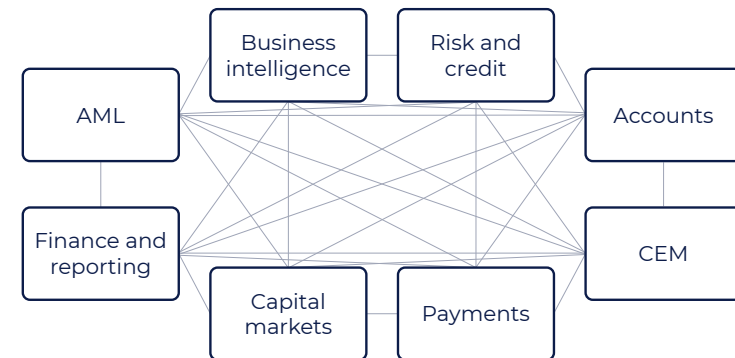 Business
intelligence
Risk and
credit
AML
Accounts
Finance and
reporting
CEM
Capital
markets
Payments